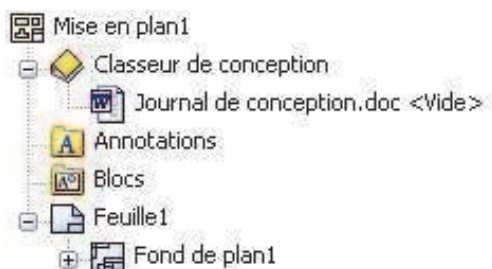 Mise en plan1
Classeur de conception
Journal de conception.doc <Vide>
Annotations
Blocs
Feuille1
Fond de plan1